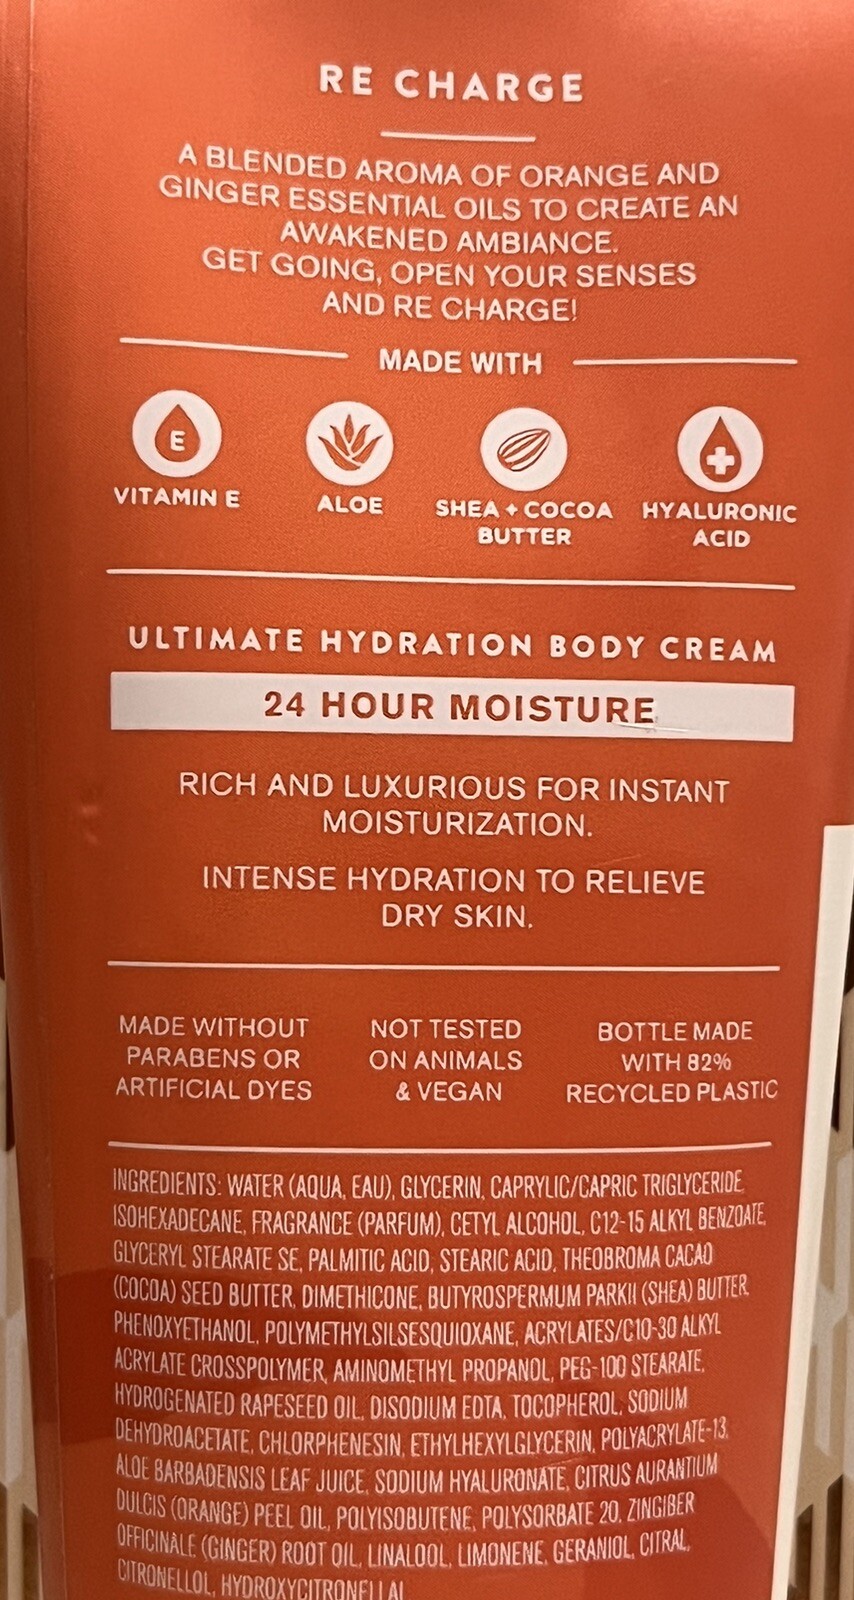 RE CHARGE
A BLENDED AROMA OF ORANGE AND
GINGER ESSENTIAL OILS TO CREATE AN
AWAKENED AMBIANCE.
GET GOING, OPEN YOUR SENSES
AND RE CHARGE!
MADE WITH
E
VITAMIN E
ALOE
SHEA + COCOA
BUTTER
HYALURONIC
ACID
ULTIMATE HYDRATION BODY CREAM
24 HOUR MOISTURE
RICH AND LUXURIOUS FOR INSTANT
MOISTURIZATION.
INTENSE HYDRATION TO RELIEVE
DRY SKIN.
MADE WITHOUT
PARABENS OR
ARTIFICIAL DYES
NOT TESTED
ON ANIMALS
& VEGAN
BOTTLE MADE
WITH 82%
RECYCLED PLASTIC
INGREDIENTS: WATER (AQUA, EAU), GLYCERIN, CAPRYLIC/CAPRIC TRIGLYCERIDE,
ISOHEXADECANE, FRAGRANCE (PARFUM), CETYL ALCOHOL, C12-15 ALKYL BENZOATE,
GLYCERYL STEARATE SE, PALMITIC ACID, STEARIC ACID, THEOBROMA CACAO
(COCOA) SEED BUTTER, DIMETHICONE, BUTYROSPERMUM PARKII (SHEA) BUTTER,
PHENOXYETHANOL, POLYMETHYLSILSESQUIOXANE, ACRYLATES/C10-30 ALKYL
ACRYLATE CROSSPOLYMER, AMINOMETHYL PROPANOL, PEG-100 STEARATE,
HYDROGENATED RAPESEED OIL, DISODIUM EDTA, TOCOPHEROL, SODIUM
DEHYDROACETATE, CHLORPHENESIN, ETHYLHEXYLGLYCERIN, POLYACRYLATE-13,
ALOE BARBADENSIS LEAF JUICE, SODIUM HYALURONATE, CITRUS AURANTIUM
DULCIS (ORANGE) PEEL OIL, POLYISOBUTENE, POLYSORBATE 20, ZINGIBER
OFFICINALE (GINGER) ROOT OIL, LINALOOL, LIMONENE, GERANIOL, CITRAL,
CITRONELLOL, HYDROXYCITRONELLAL